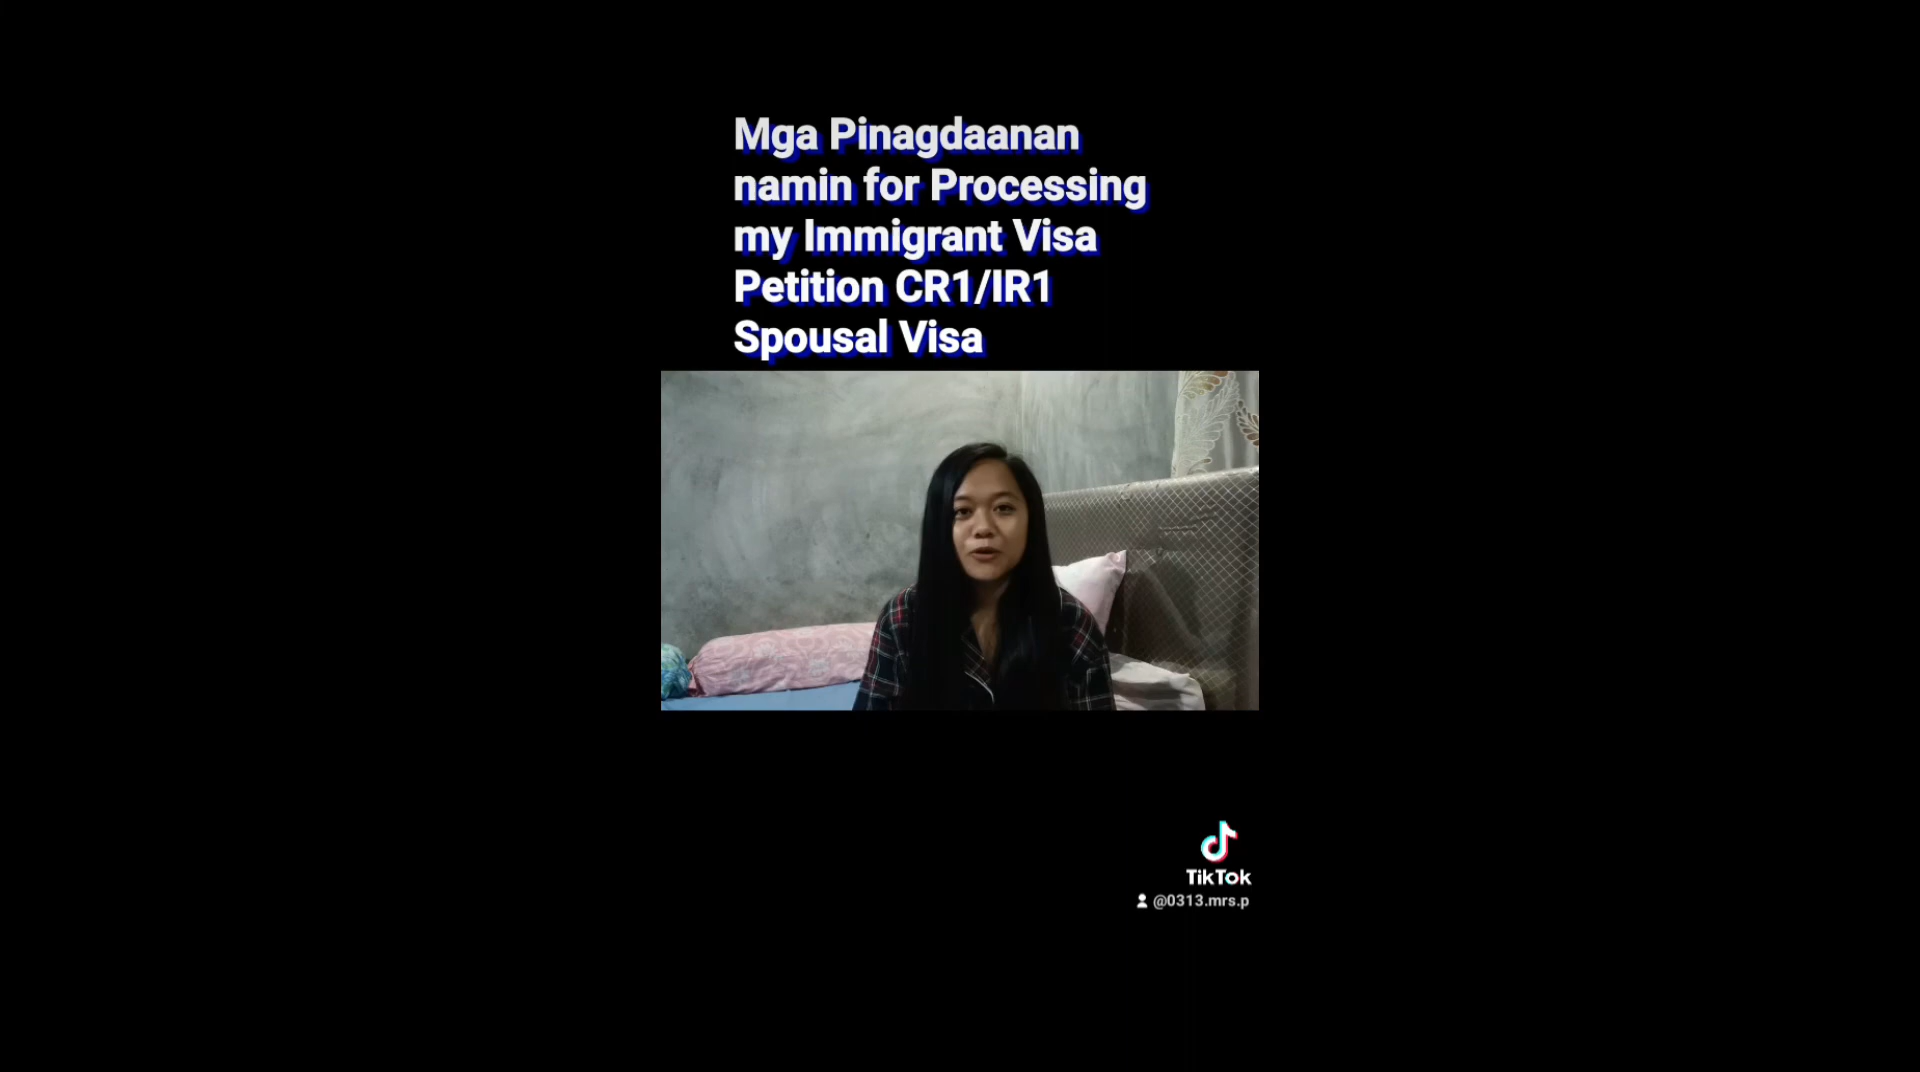 Mga Pinagdaanan
namin for Processing
my Immigrant Visa
Petition CR1/IR1
Spousal Visa
TikTok
@0313.mrs.p